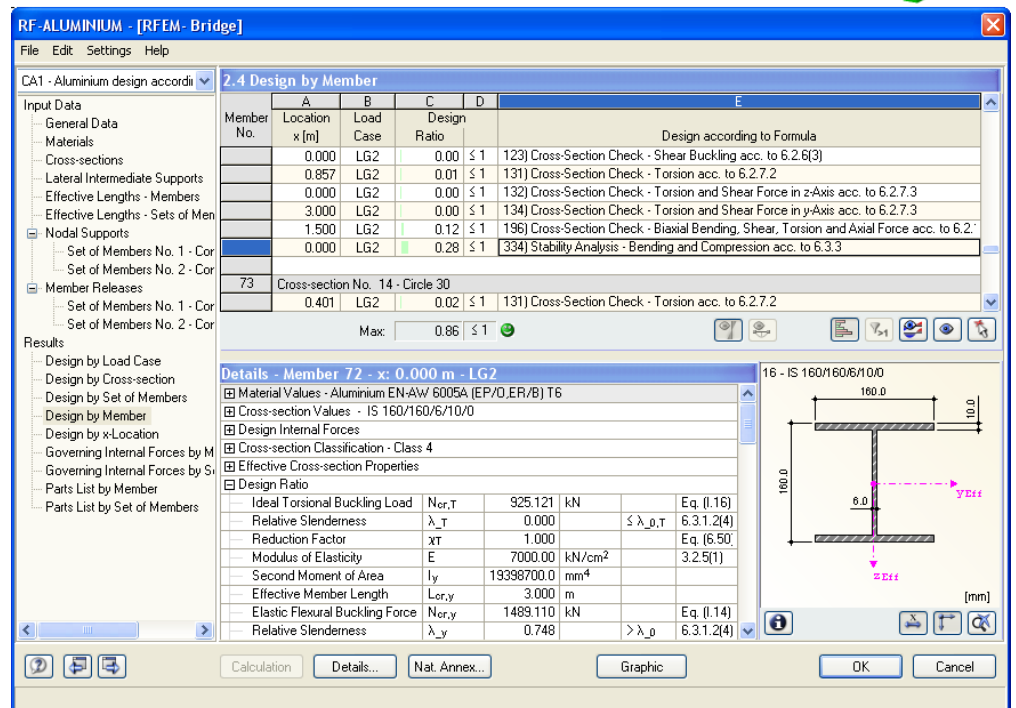 RF-ALUMINIUM - [RFEM- Bridge]
File Edit Settings Help
CA1 - Aluminium design accordii
Input Data
General Data
Materials
Cross-sections
Lateral Intermediate Supports
Effective Lengths - Members
Effective Lengths - Sets of Men
Nodal Supports
Set of Members No. 1 - Cor
Set of Members No. 2 - Cor
Member Releases
Set of Members No. 1 - Cor
Set of Members No. 2 - Cor
Results
Design by Load Case
Design by Cross-section
Design by Set of Members
Design by Member
Design by x-Location
Governing Internal Forces by M
Governing Internal Forces by S
Parts List by Member
Parts List by Set of Members
2.4 Design by Member
A B C D E
Member Location Load Design
No. x [m] Case Ratio Design according to Formula
0.000 LG2 0.00 ≤ 1 123) Cross-Section Check - Shear Buckling acc. to 6.2.6(3)
0.857 LG2 0.01 ≤ 1 131) Cross-Section Check - Torsion acc. to 6.2.7.2
0.000 LG2 0.00 ≤ 1 132) Cross-Section Check - Torsion and Shear Force in z-Axis acc. to 6.2.7.3
3.000 LG2 0.00 ≤ 1 134) Cross-Section Check - Torsion and Shear Force in y-Axis acc. to 6.2.7.3
1.500 LG2 0.12 ≤ 1 196) Cross-Section Check - Biaxial Bending, Shear, Torsion and Axial Force acc. to 6.2.
0.000 LG2 0.28 ≤ 1 334) Stability Analysis - Bending and Compression acc. to 6.3.3
73 Cross-section No. 14 - Circle 30
0.401 LG2 0.02 ≤ 1 131) Cross-Section Check - Torsion acc. to 6.2.7.2
Max: 0.86 ≤ 1
Details - Member 72 - x: 0.000 m - LG2
Material Values - Aluminium EN-AW 6005A (EP/O,ER/B) T6
Cross-section Values - IS 160/160/6/10/0
Design Internal Forces
Cross-section Classification - Class 4
Effective Cross-section Properties
Design Ratio
Ideal Torsional Buckling Load Ncr,T 925.121 kN Eq. (I.16)
Relative Slenderness λ_T 0.000 ≤ λ_0,T 6.3.1.2(4)
Reduction Factor χT 1.000 Eq. (6.50
Modulus of Elasticity E 7000.00 kN/cm² 3.2.5(1)
Second Moment of Area Iy 19398700.0 mm⁴
Effective Member Length Lcr,y 3.000 m
Elastic Flexural Buckling Force Ncr,y 1489.110 kN Eq. (I.14)
Relative Slenderness λ_y 0.748 > λ_0 6.3.1.2(4)
16 - IS 160/160/6/10/0
160.0
10.0
160.0
6.0
yEff
zEff
[mm]
Calculation Details... Nat. Annex... Graphic OK Cancel